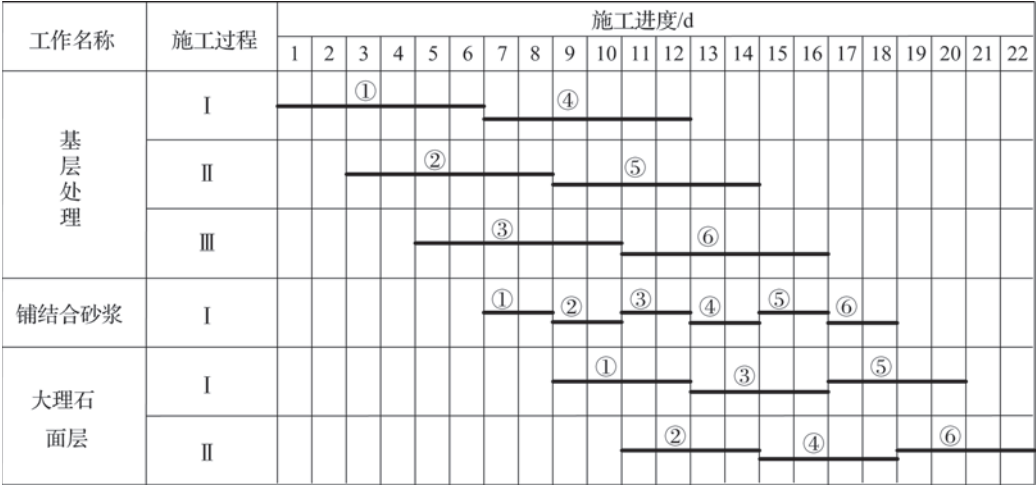 工作名称 施工过程 施工进度/d
1 2 3 4 5 6 7 8 9 10 11 12 13 14 15 16 17 18 19 20 21 22
基层处理 Ⅰ ① ④
Ⅱ ② ⑤
Ⅲ ③ ⑥
铺结合砂浆 Ⅰ ① ② ③ ④ ⑤ ⑥
大理石
面层
Ⅰ ① ③ ⑤
Ⅱ ② ④ ⑥